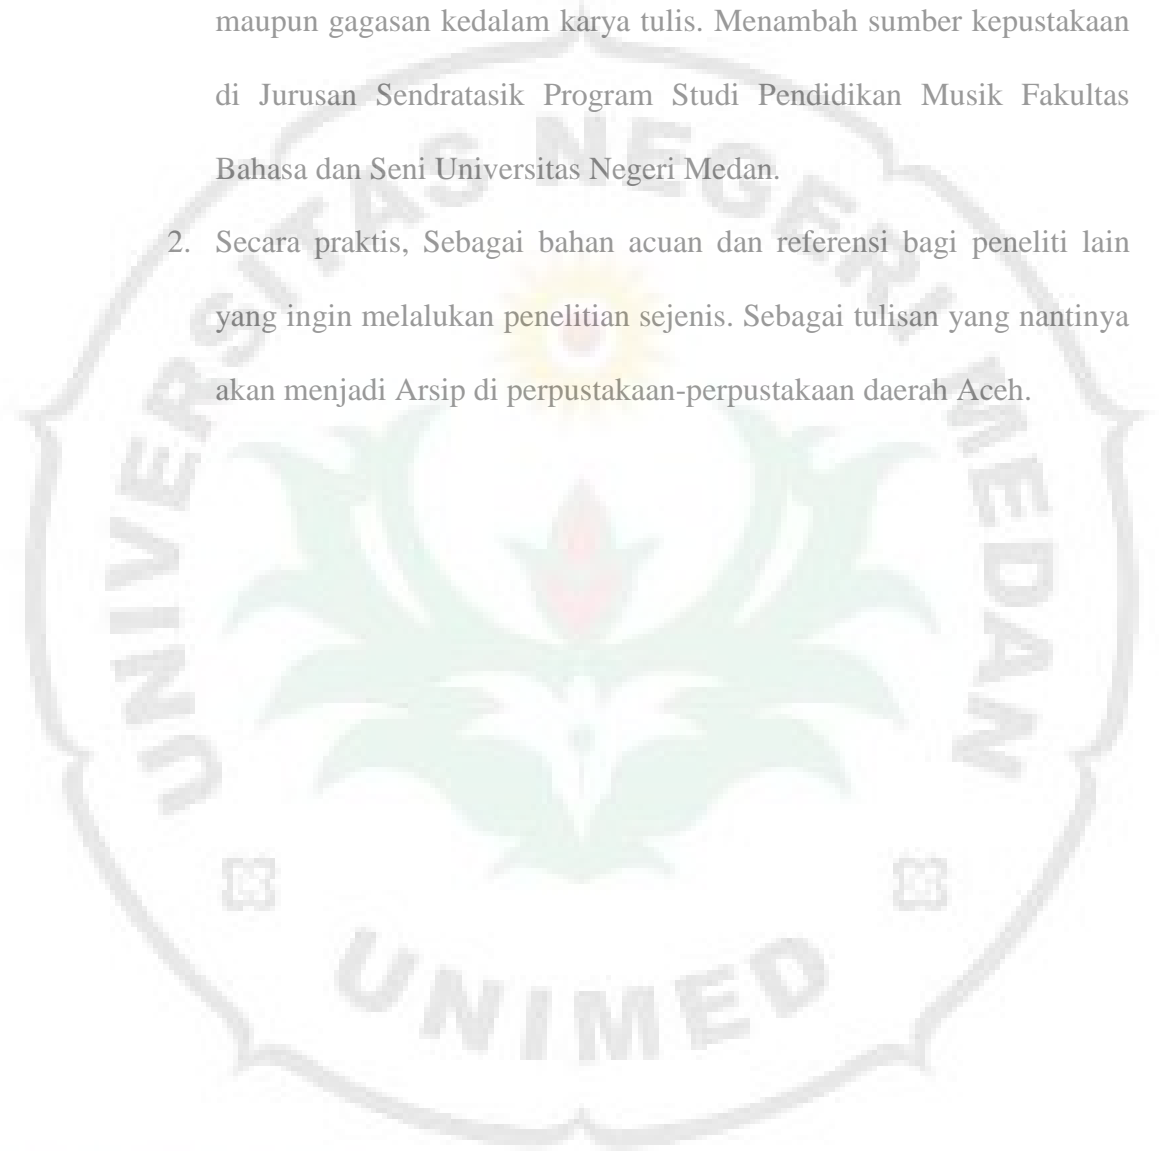 maupun gagasan kedalam karya tulis. Menambah sumber kepustakaan
di Jurusan Sendratasik Program Studi Pendidikan Musik Fakultas
Bahasa dan Seni Universitas Negeri Medan.
2. Secara praktis, Sebagai bahan acuan dan referensi bagi peneliti lain
yang ingin melalukan penelitian sejenis. Sebagai tulisan yang nantinya
akan menjadi Arsip di perpustakaan-perpustakaan daerah Aceh.
UNIVERSITAS NEGERI MEDAN
UNIMED